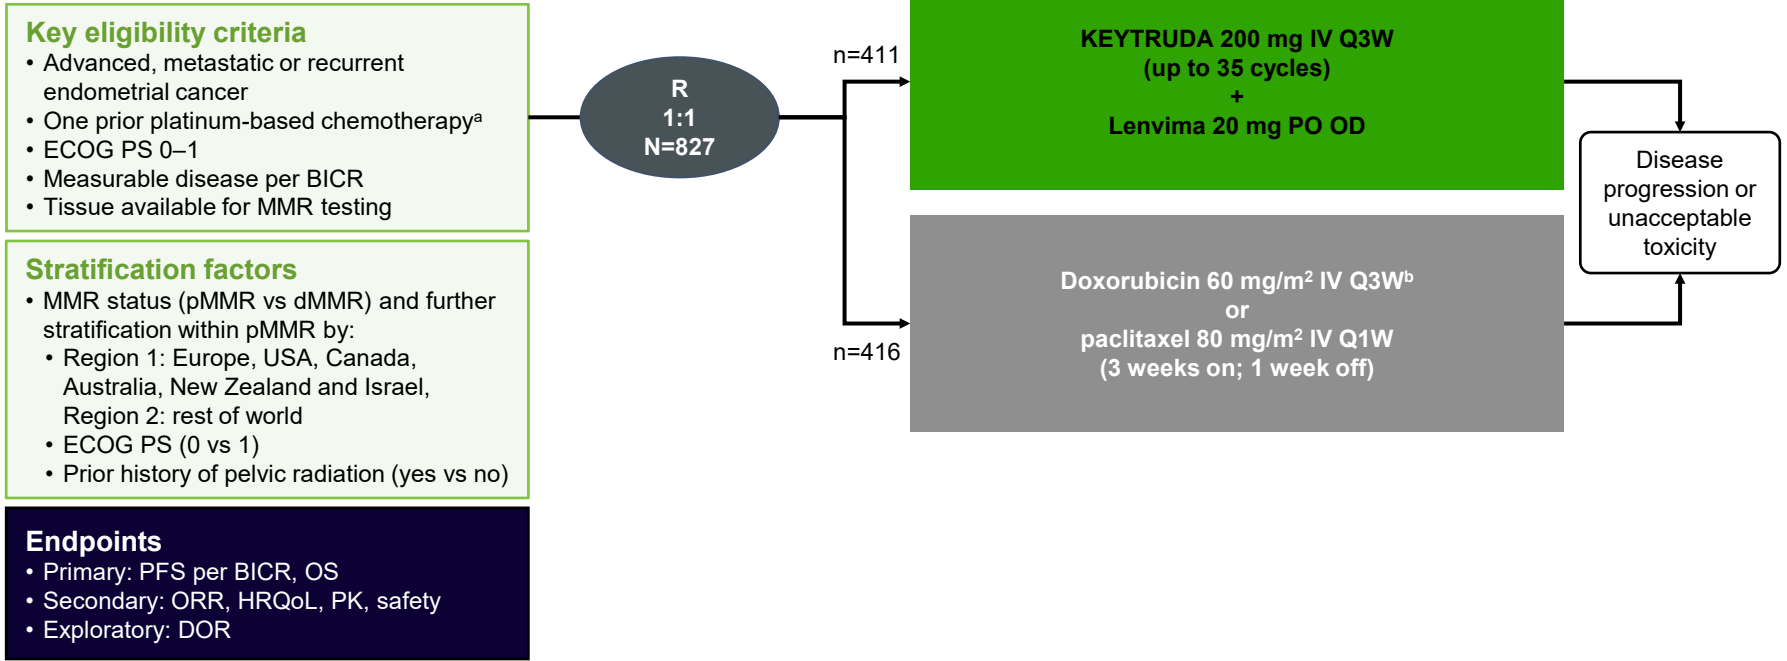 Key eligibility criteria
• Advanced, metastatic or recurrent
endometrial cancer
• One prior platinum-based chemotherapyᵃ
• ECOG PS 0–1
• Measurable disease per BICR
• Tissue available for MMR testing
Stratification factors
• MMR status (pMMR vs dMMR) and further
stratification within pMMR by:
• Region 1: Europe, USA, Canada,
Australia, New Zealand and Israel,
Region 2: rest of world
• ECOG PS (0 vs 1)
• Prior history of pelvic radiation (yes vs no)
Endpoints
• Primary: PFS per BICR, OS
• Secondary: ORR, HRQoL, PK, safety
• Exploratory: DOR
R
1:1
N=827
n=411
n=416
KEYTRUDA 200 mg IV Q3W
(up to 35 cycles)
+
Lenvima 20 mg PO OD
Doxorubicin 60 mg/m² IV Q3Wᵇ
or
paclitaxel 80 mg/m² IV Q1W
(3 weeks on; 1 week off)
Disease
progression or
unacceptable
toxicity